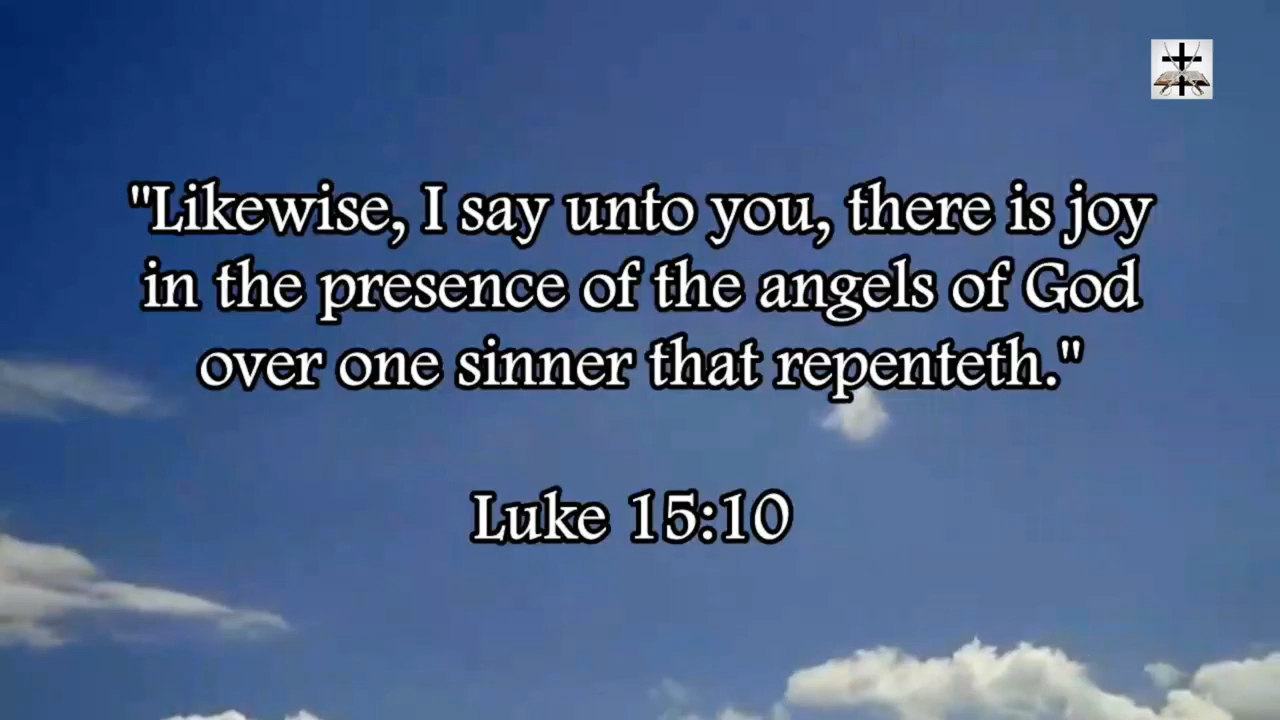 "Likewise, I say unto you, there is joy
in the presence of the angels of God
over one sinner that repenteth."
Luke 15:10